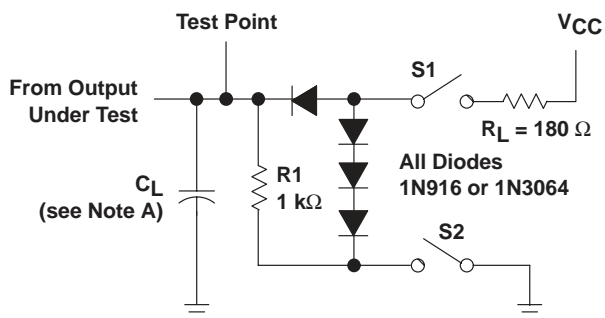 Test Point
VCC
S1
From Output
Under Test
RL = 180 Ω
All Diodes
1N916 or 1N3064
R1
1 kΩ
CL
(see Note A)
S2